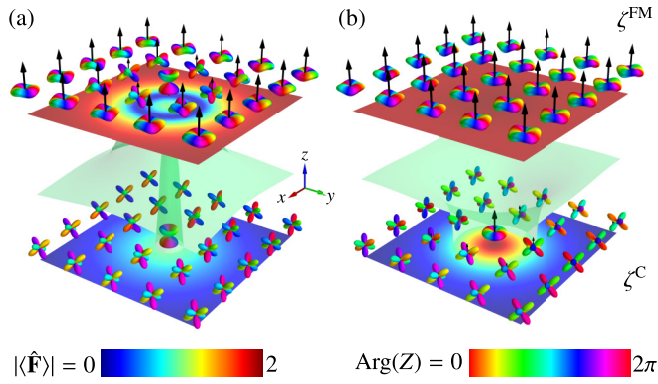 (a)
(b)
ζ^FM
z
x
y
ζ^C
|⟨F̂⟩| = 0
2
Arg(Z) = 0
2π